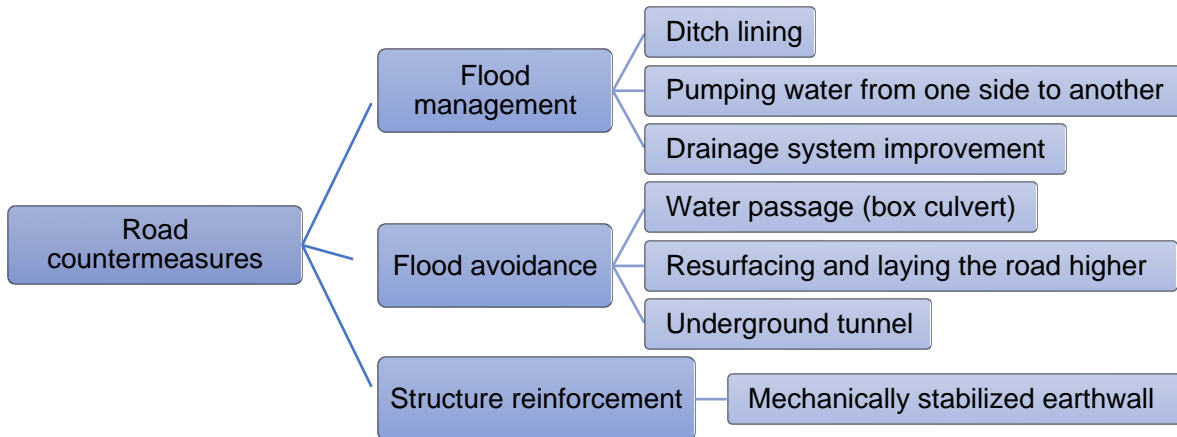 Road
countermeasures
Flood
management
Ditch lining
Pumping water from one side to another
Drainage system improvement
Flood avoidance
Water passage (box culvert)
Resurfacing and laying the road higher
Underground tunnel
Structure reinforcement
Mechanically stabilized earthwall